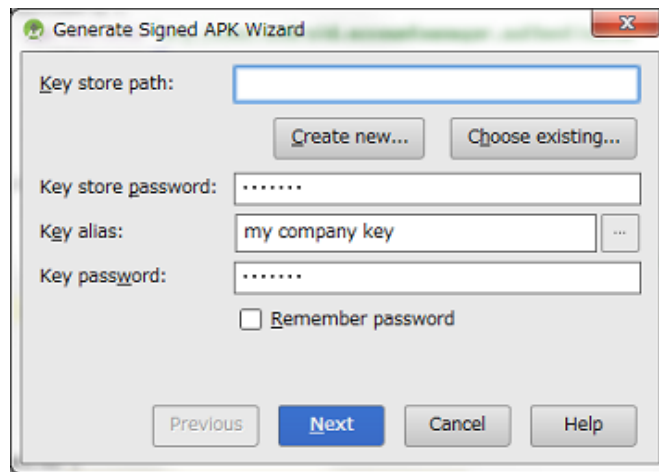 Generate Signed APK Wizard
Key store path:
Create new... Choose existing...
Key store password: •••••••
Key alias: my company key ...
Key password: •••••••
Remember password
Previous Next Cancel Help